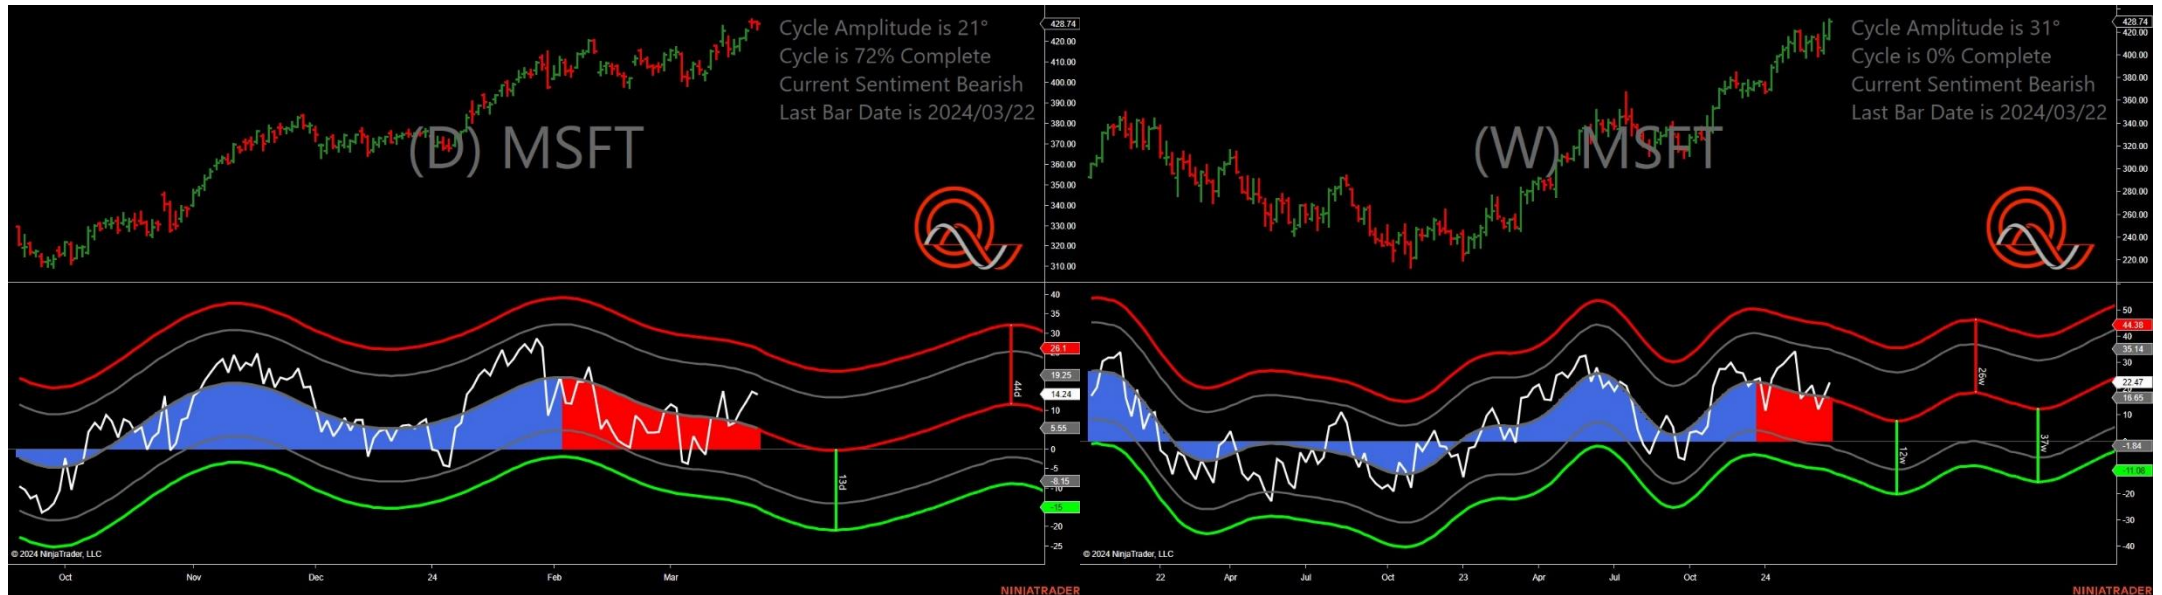 Cycle Amplitude is 21°
Cycle is 72% Complete
Current Sentiment Bearish
Last Bar Date is 2024/03/22
(D) MSFT
428.74
420.00
410.00
400.00
390.00
380.00
370.00
360.00
350.00
340.00
330.00
320.00
310.00
40
35
30
26.1
19.25
14.24
10
5.55
0
-5
-8.15
-10
-15
-20
-25
44d
13d
© 2024 NinjaTrader, LLC
Oct Nov Dec 24 Feb Mar
NINJATRADER
Cycle Amplitude is 31°
Cycle is 0% Complete
Current Sentiment Bearish
Last Bar Date is 2024/03/22
(W) MSFT
428.74
420.00
400.00
380.00
360.00
340.00
320.00
300.00
280.00
260.00
240.00
220.00
50
44.38
40
35.14
30
22.47
16.65
10
-1.84
-11.06
-20
-30
-40
26w
12w
37w
© 2024 NinjaTrader, LLC
22 Apr Jul Oct 23 Apr Jul Oct 24
NINJATRADER